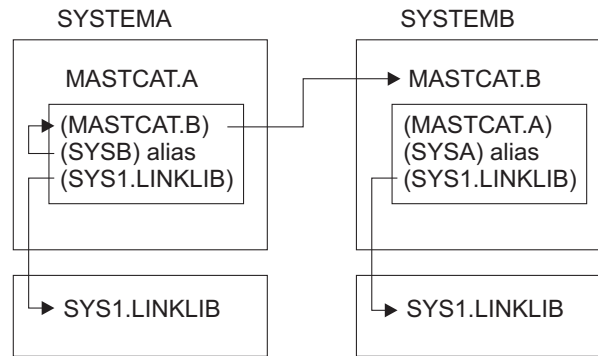 SYSTEMA
MASTCAT.A
(MASTCAT.B)
(SYSB) alias
(SYS1.LINKLIB)
SYS1.LINKLIB
SYSTEMB
MASTCAT.B
(MASTCAT.A)
(SYSA) alias
(SYS1.LINKLIB)
SYS1.LINKLIB